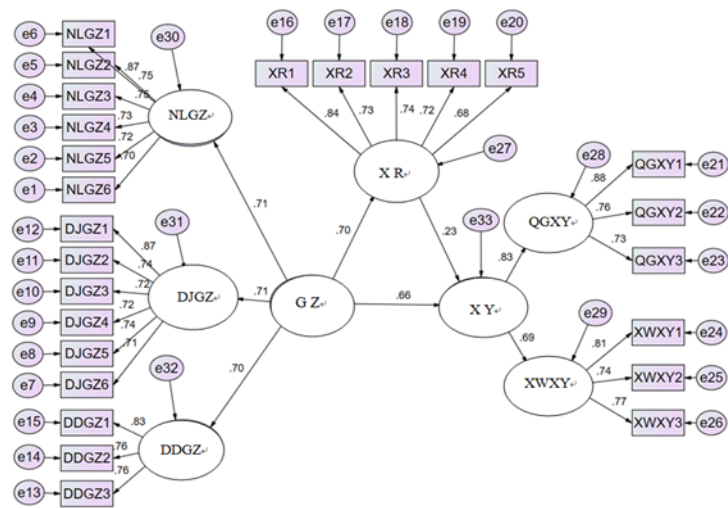 e6
NLGZ1
e5
NLGZ2
e4
NLGZ3
e3
NLGZ4
e2
NLGZ5
e1
NLGZ6
.87
.75
.75
.73
.72
.70
e30
NLGZ
e16
e17
e18
e19
e20
XR1
XR2
XR3
XR4
XR5
.84
.73
.74
.72
.68
X R
e27
.71
.70
.23
e12
DJGZ1
e11
DJGZ2
e10
DJGZ3
e9
DJGZ4
e8
DJGZ5
e7
DJGZ6
.87
.74
.72
.72
.74
.71
e31
DJGZ
.71
G Z
.66
e33
X Y
.83
.69
e28
QGXY
.88
.76
.73
QGXY1
e21
QGXY2
e22
QGXY3
e23
e29
XWXY
.81
.74
.77
XWXY1
e24
XWXY2
e25
XWXY3
e26
.70
e32
DDGZ
.83
.76
.76
e15
DDGZ1
e14
DDGZ2
e13
DDGZ3